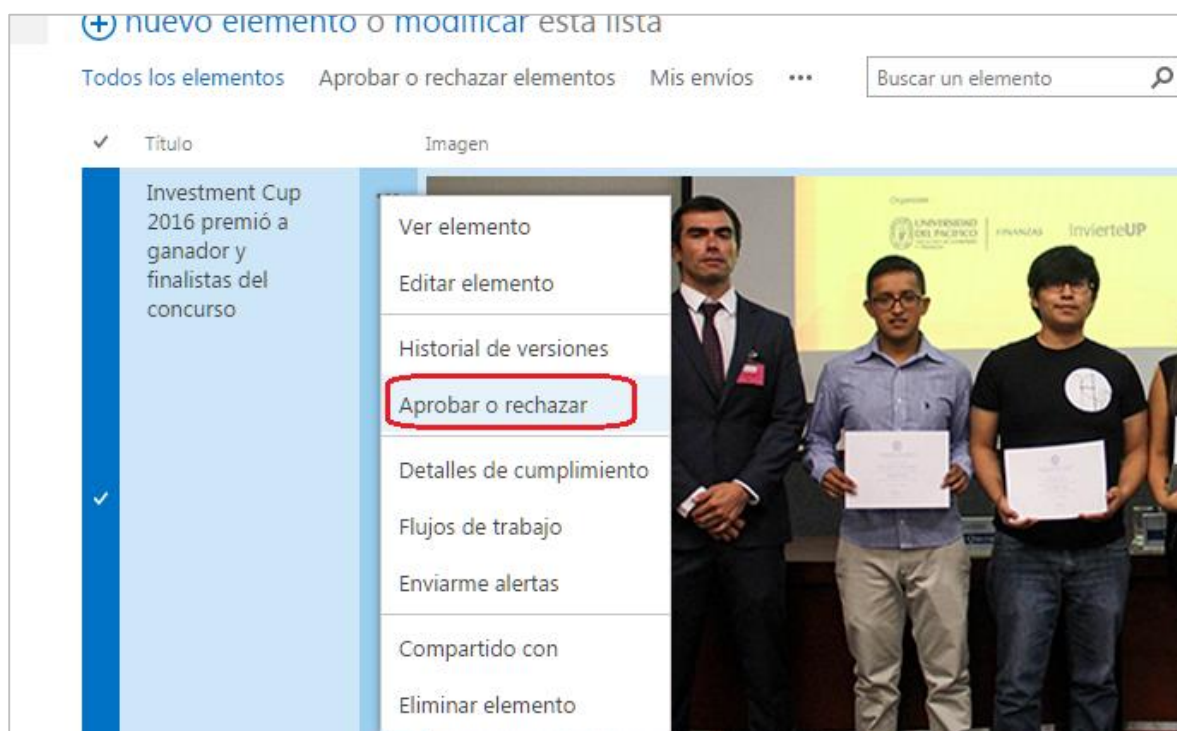 nuevo elemento o modificar esta lista
Todos los elementos Aprobar o rechazar elementos Mis envíos ••• Buscar un elemento
Título Imagen
Investment Cup
2016 premió a
ganador y
finalistas del
concurso
Ver elemento
Editar elemento
Historial de versiones
Aprobar o rechazar
Detalles de cumplimiento
Flujos de trabajo
Enviarme alertas
Compartido con
Eliminar elemento
UNIVERSIDAD
DEL PACÍFICO
FINANZAS
InvierteUP